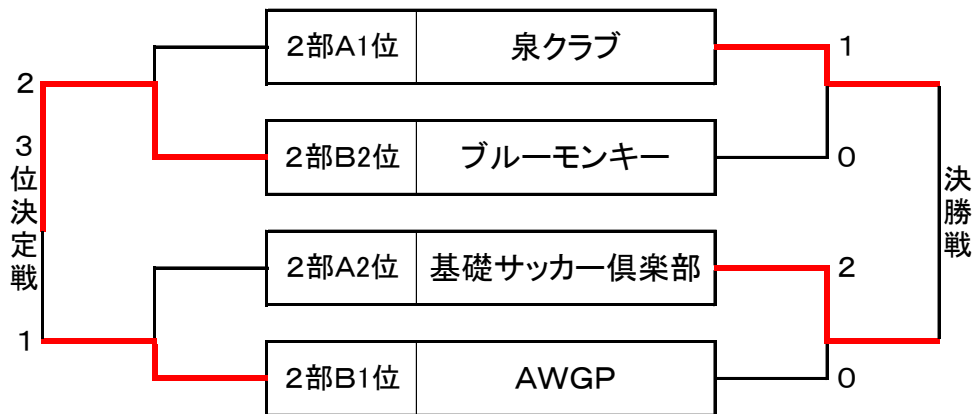 2部A1位 泉クラブ 1
2
2部B2位 ブルーモンキー 0
3位決定戦
決勝戦
2部A2位 基礎サッカー倶楽部 2
1
2部B1位 AWGP 0